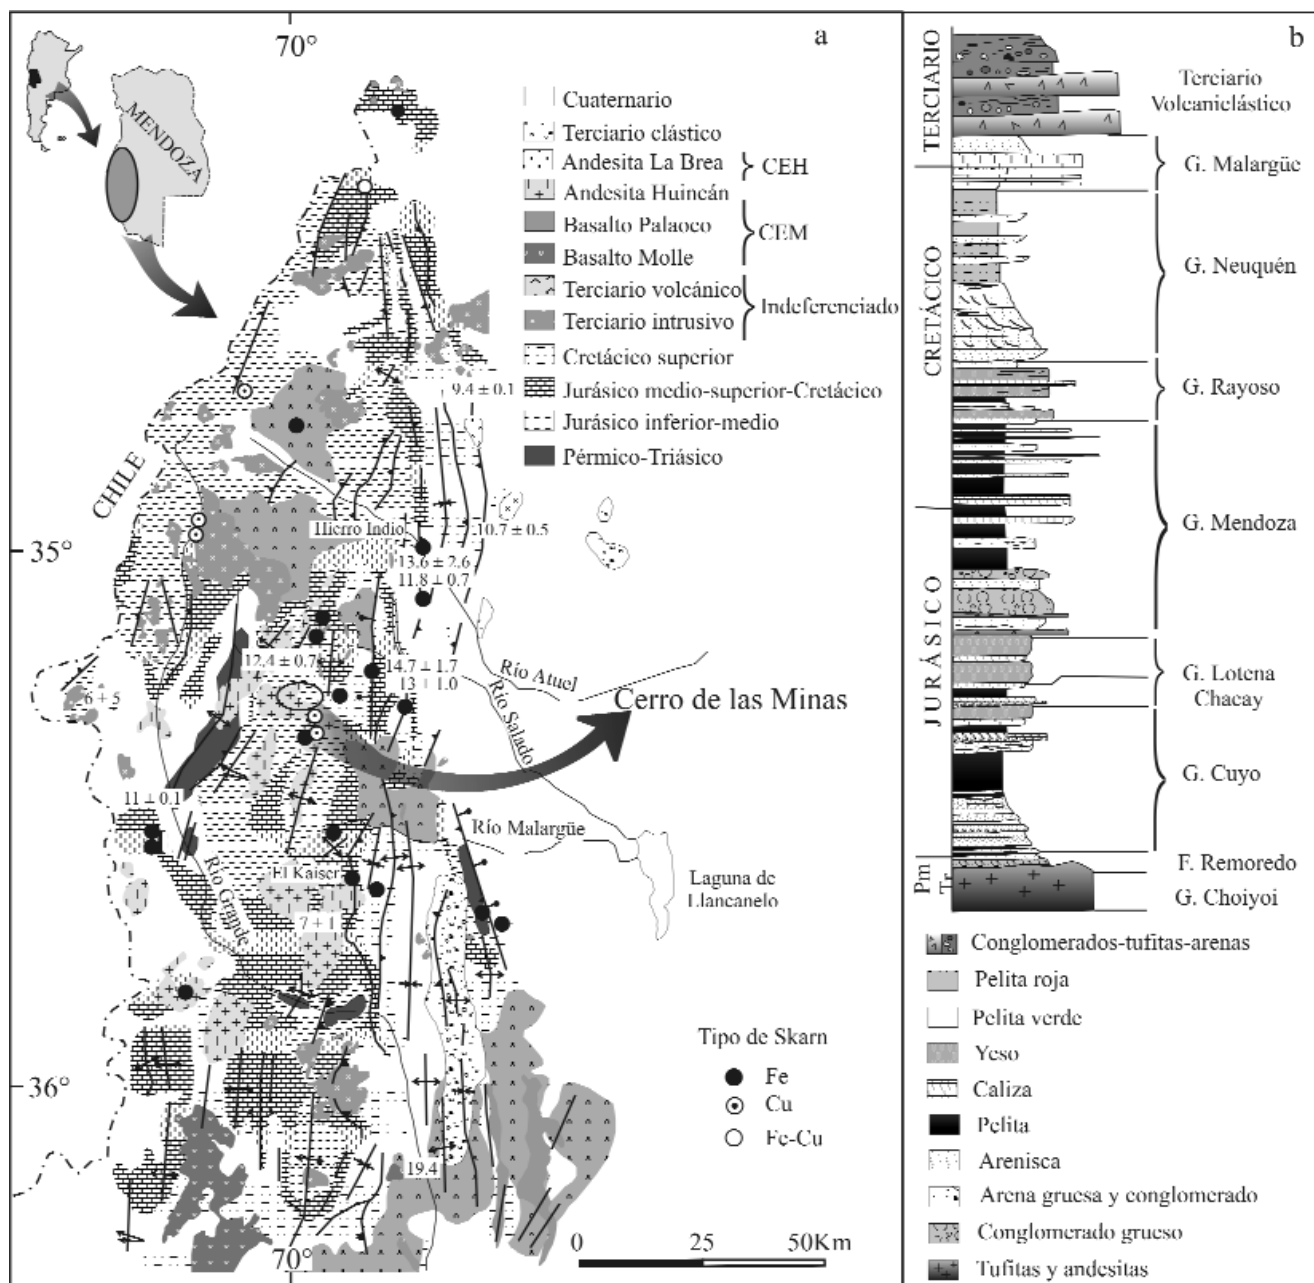 a
70°
MENDOZA
Cuaternario
Terciario clástico
Andesita La Brea
CEH
Andesita Huincán
Basalto Palaoco
CEM
Basalto Molle
Terciario volcánico
Indeferenciado
Terciario intrusivo
Cretácico superior
Jurásico medio-superior-Cretácico
Jurásico inferior-medio
Pérmico-Triásico
9.4 ± 0.1
CHILE
Hierro Indio
10.7 ± 0.5
35°
13.6 ± 2.6
11.8 ± 0.7
12.4 ± 0.7
14.7 ± 1.7
13 ± 1.0
Río Atuel
Río Salado
Cerro de las Minas
11 ± 0.1
Río Malargüe
El Kaiser
Río Grande
Laguna de
Llancanelo
7 ± 1
Tipo de Skarn
Fe
Cu
Fe-Cu
36°
19.4
70°
0 25 50Km
b
TERCIARIO
Terciario
Volcaniclástico
G. Malargüe
CRETÁCICO
G. Neuquén
G. Rayoso
G. Mendoza
JURÁSICO
G. Lotena
Chacay
G. Cuyo
Pm
Tr
F. Remoredo
G. Choiyoi
Conglomerados-tufitas-arenas
Pelita roja
Pelita verde
Yeso
Caliza
Pelita
Arenisca
Arena gruesa y conglomerado
Conglomerado grueso
Tufitas y andesitas